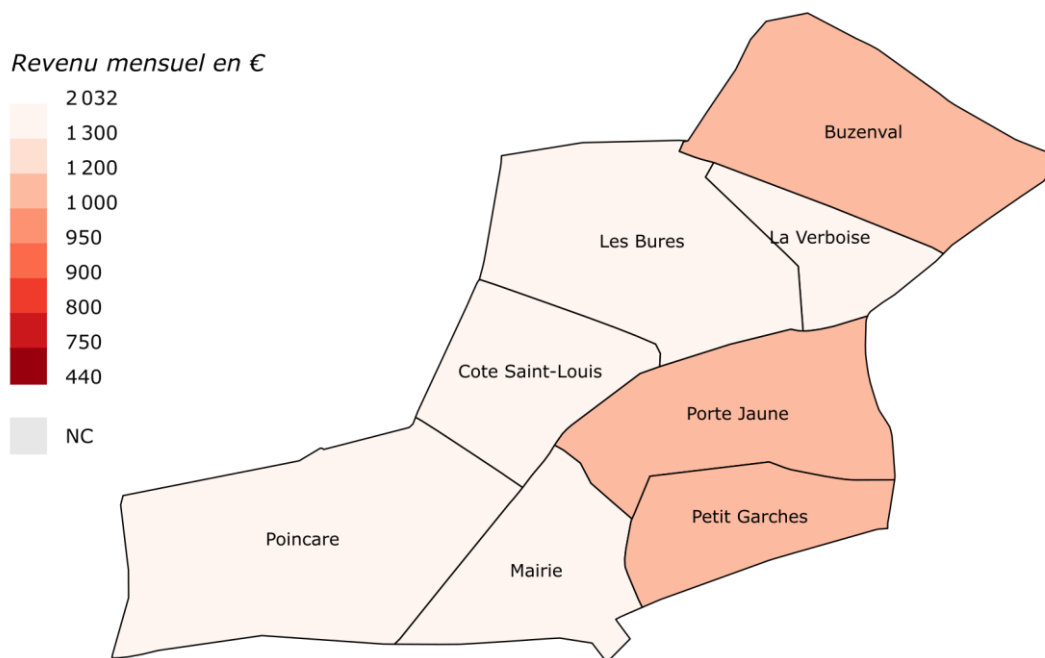 Revenu mensuel en €
2 032
1 300
1 200
1 000
950
900
800
750
440
NC
Buzenval
La Verboise
Les Bures
Cote Saint-Louis
Porte Jaune
Petit Garches
Poincare
Mairie